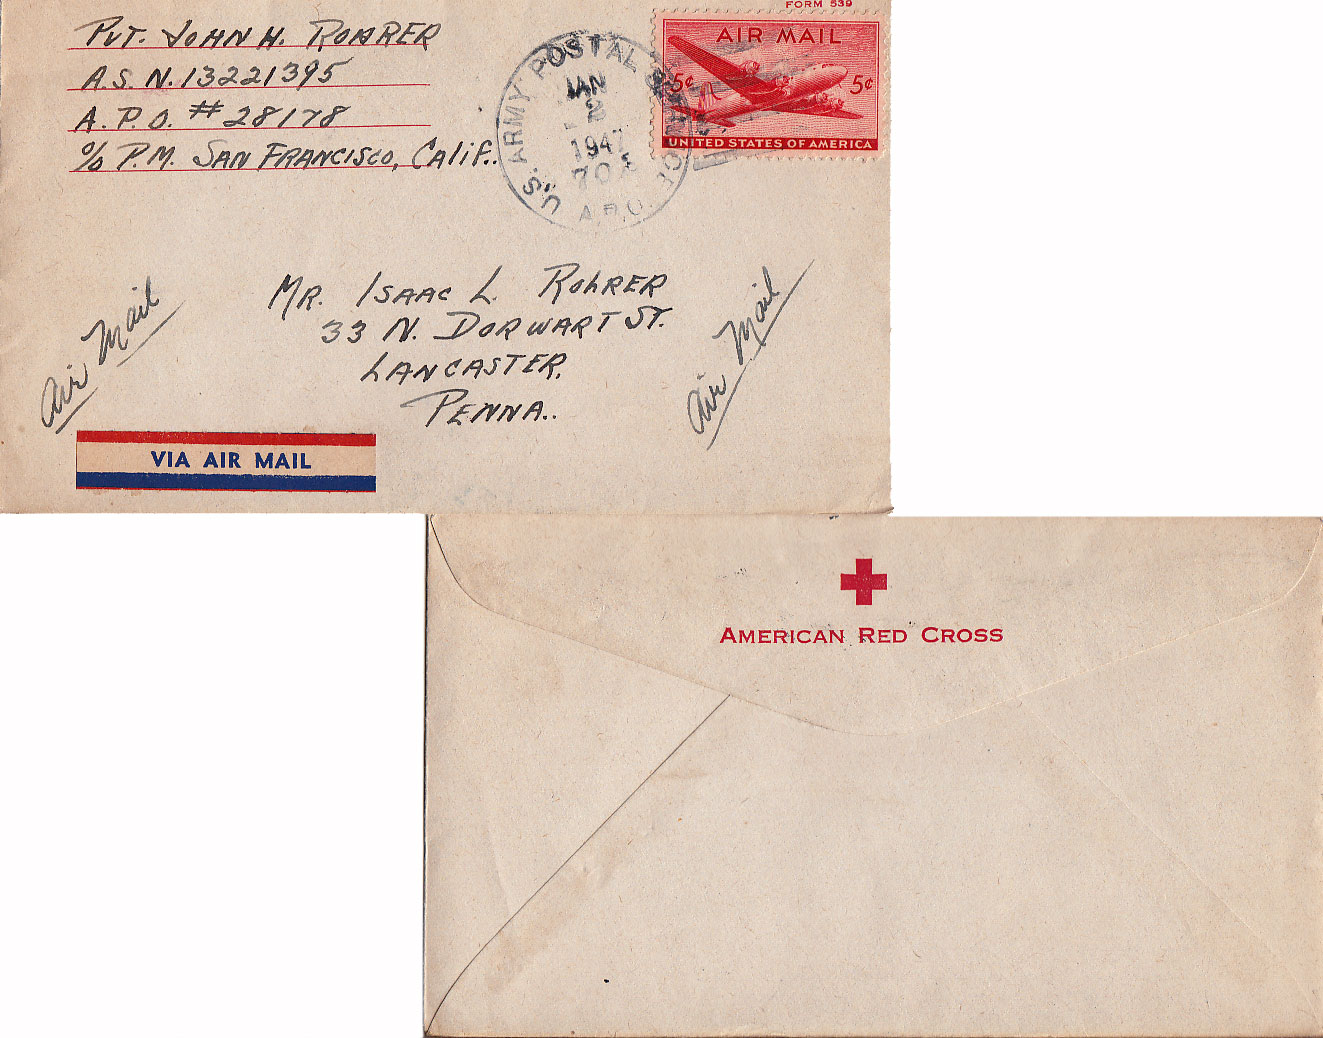 FORM 539
PVT. JOHN H. ROHRER
A.S.N. 13221395
A.P.O. # 28178
c/o P.M. SAN FRANCISCO, Calif..
U.S. ARMY POSTAL SERVICE
JAN
2
1947
A.P.O.
AIR MAIL
5¢ 5¢
UNITED STATES OF AMERICA
MR. ISAAC L. ROHRER
33 N. DORWART ST.
LANCASTER,
PENNA..
Air Mail
Air Mail
VIA AIR MAIL
AMERICAN RED CROSS